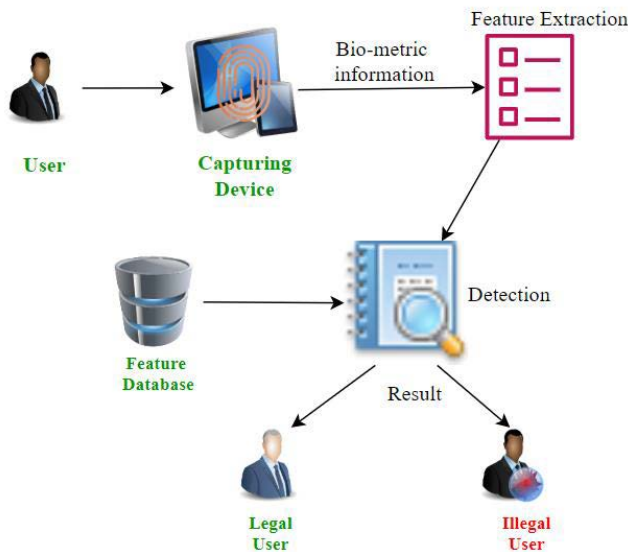 Feature Extraction
Bio-metric
information
User
Capturing
Device
Detection
Feature
Database
Result
Legal
User
Illegal
User